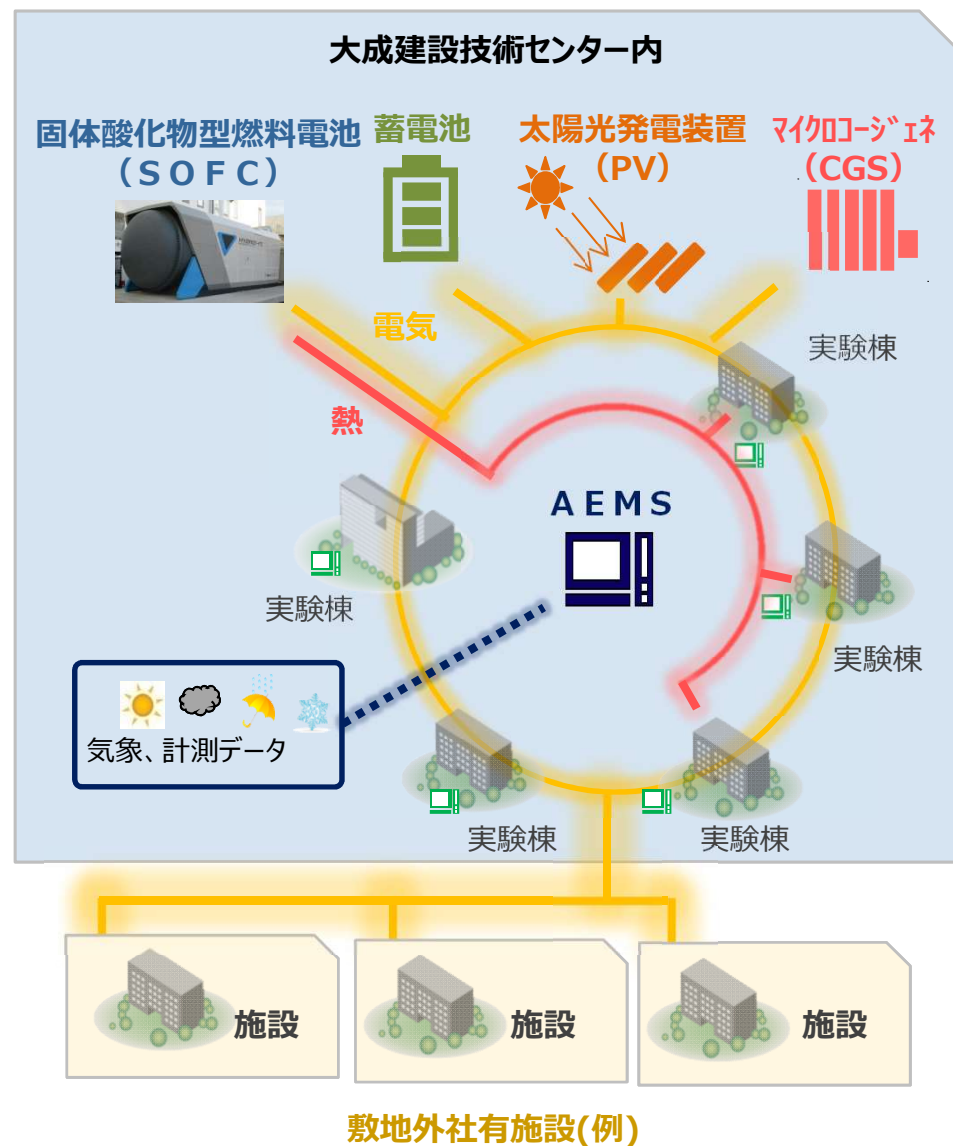 大成建設技術センター内
固体酸化物型燃料電池
（ＳＯＦＣ）
蓄電池
太陽光発電装置
（PV）
ﾏｲｸﾛｺｰｼﾞｪﾈ
（CGS）
電気
熱
実験棟
ＡＥＭＳ
実験棟
実験棟
気象、計測データ
実験棟
実験棟
施設
施設
施設
敷地外社有施設(例)